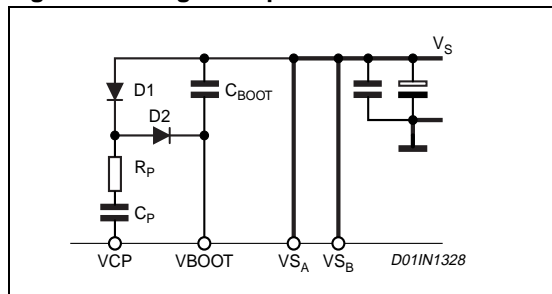 V_S
D1
C_BOOT
D2
R_P
C_P
VCP VBOOT VS_A VS_B D01IN1328